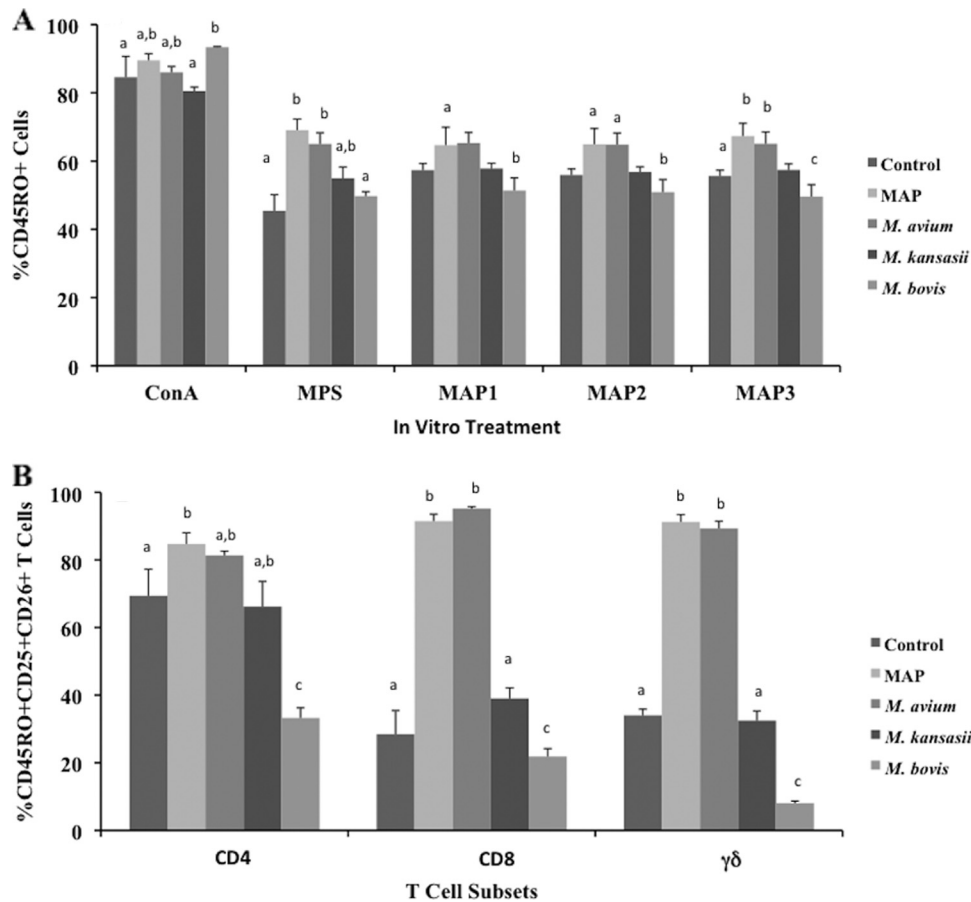 A
%CD45RO+ Cells
100
80
60
40
20
0
a a,b a,b a b
a b b a,b a
a b
a a b
a b b c
ConA MPS MAP1 MAP2 MAP3
In Vitro Treatment
Control
MAP
M. avium
M. kansasii
M. bovis
B
%CD45RO+CD25+CD26+ T Cells
100
80
60
40
20
0
a b a,b a,b c
a b b a c
a b b a c
CD4 CD8 γδ
T Cell Subsets
Control
MAP
M. avium
M. kansasii
M. bovis